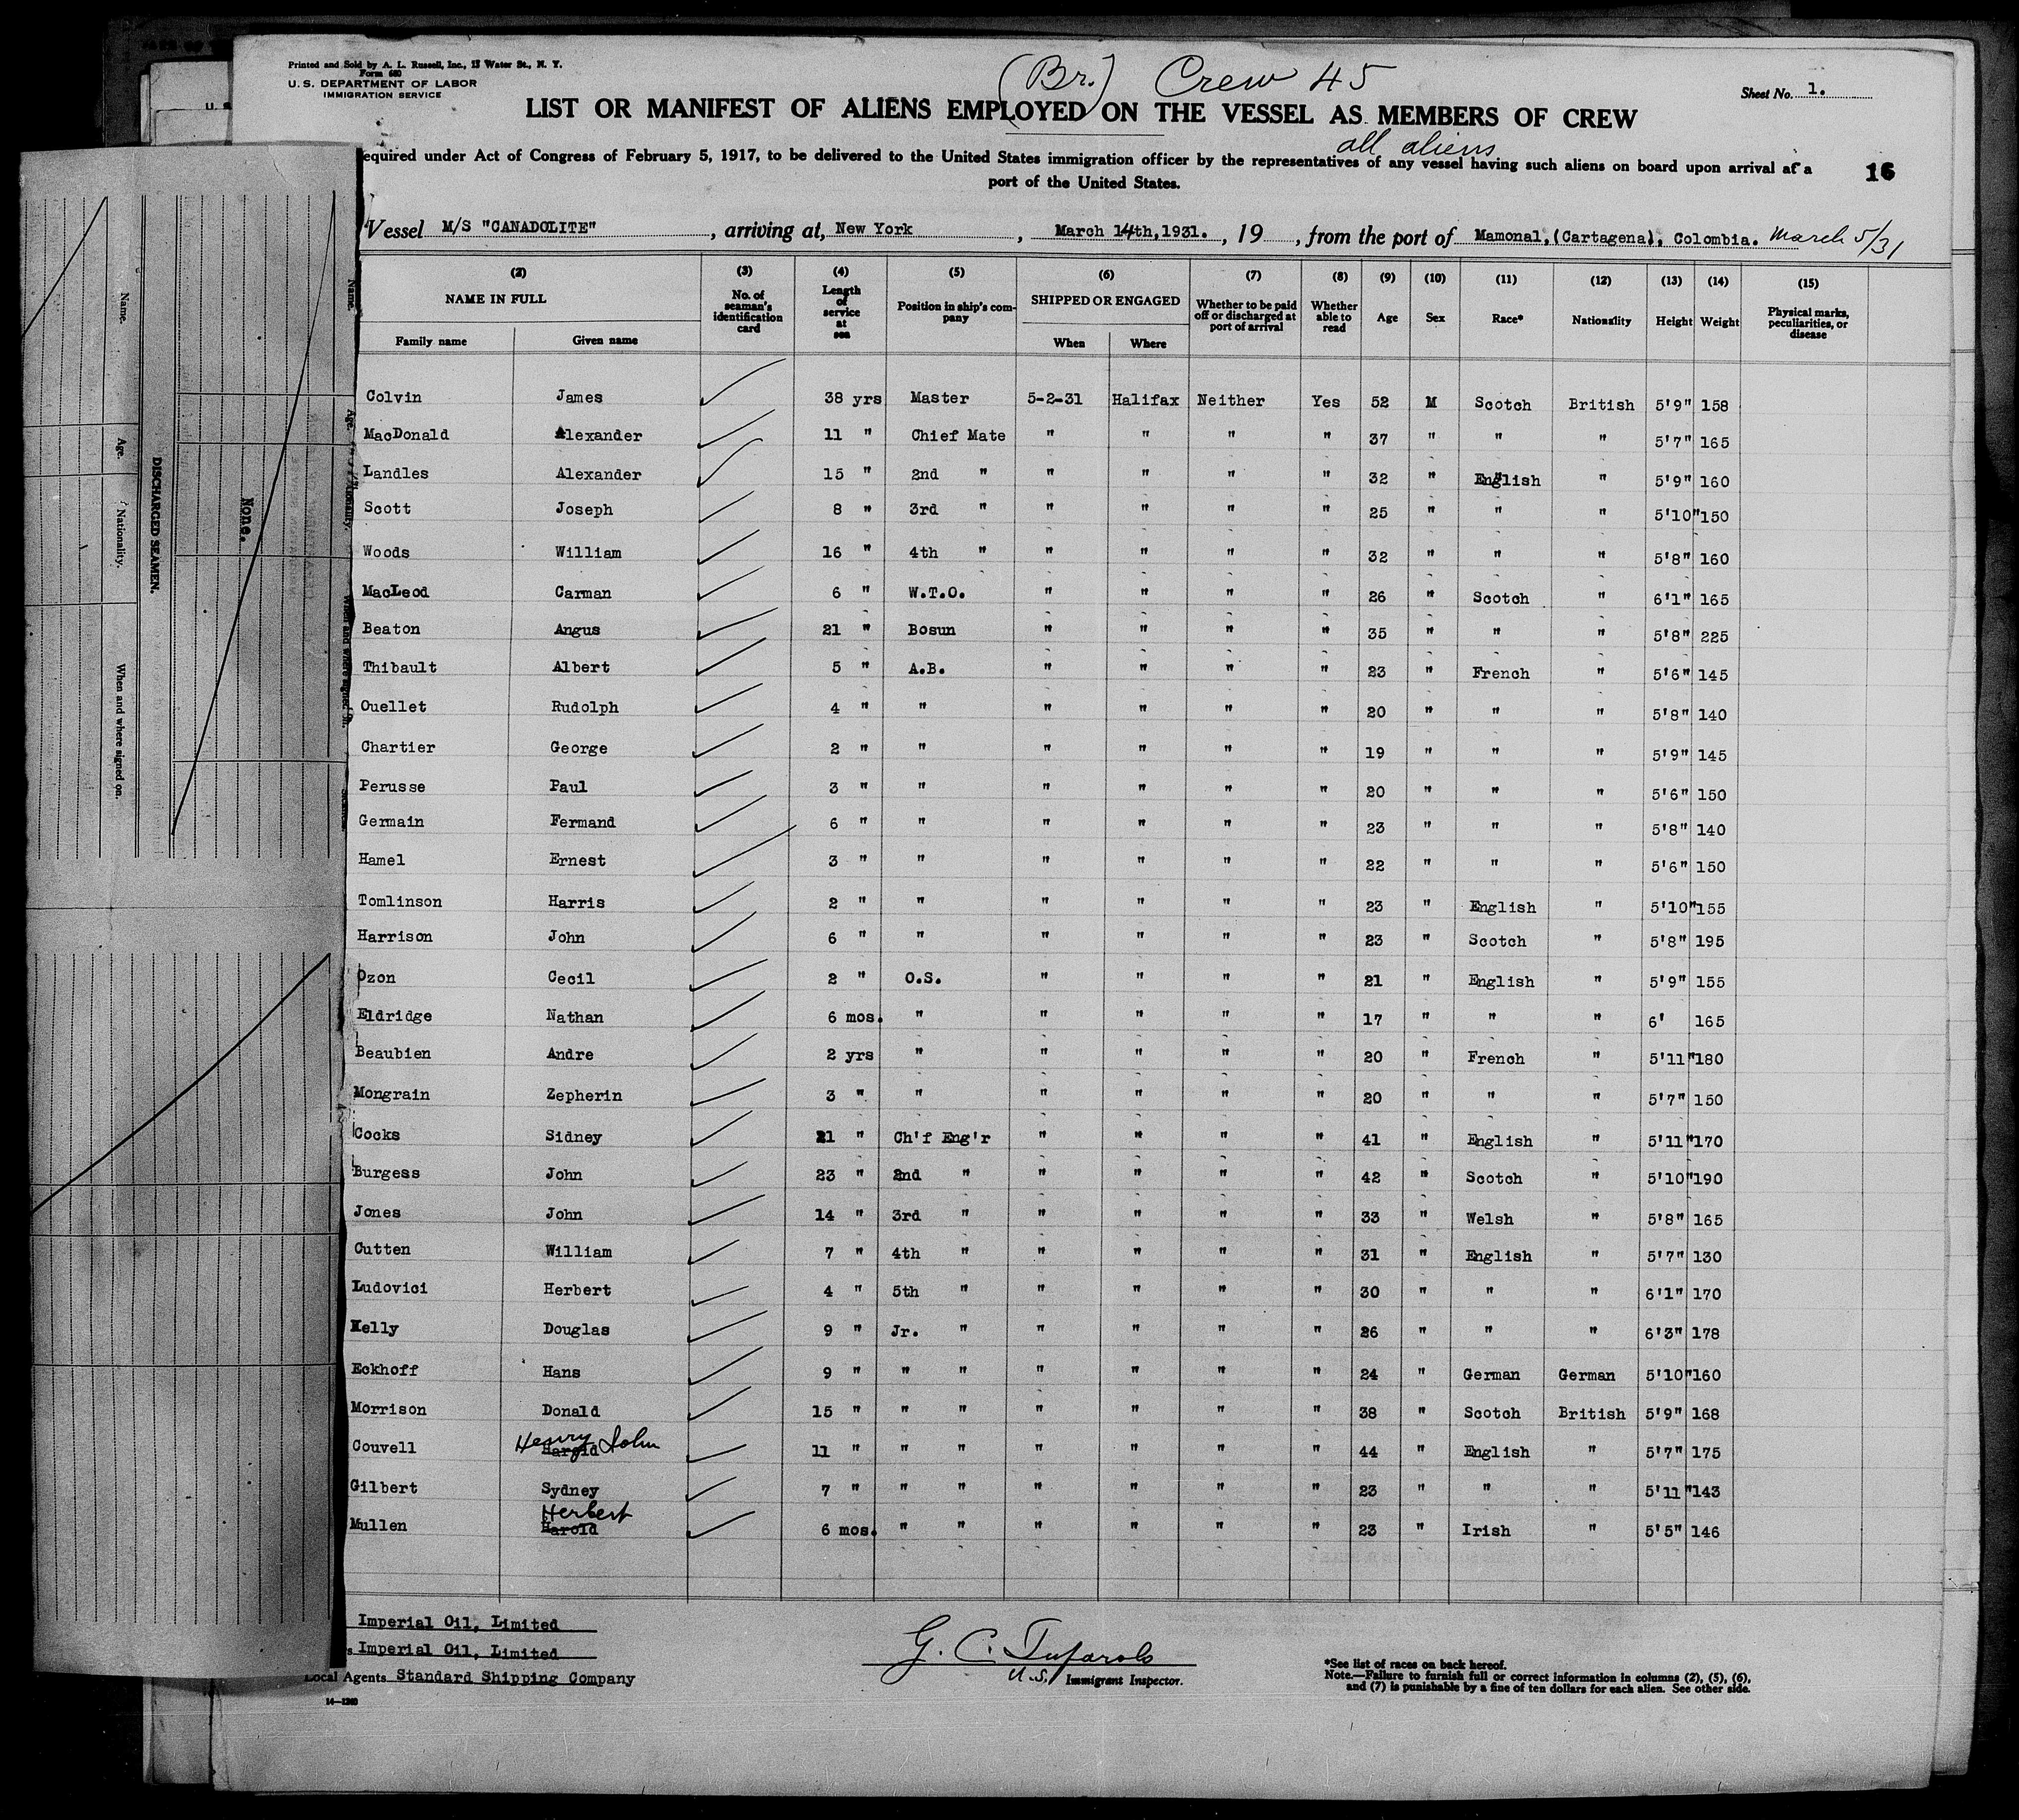 Printed and Sold by A. L. Russell, Inc., 15 Water St., N. Y.
Form 680
U. S. DEPARTMENT OF LABOR
IMMIGRATION SERVICE
(Br.) Crew 45
Sheet No. 1.
LIST OR MANIFEST OF ALIENS EMPLOYED ON THE VESSEL AS MEMBERS OF CREW
all aliens
equired under Act of Congress of February 5, 1917, to be delivered to the United States immigration officer by the representatives of any vessel having such aliens on board upon arrival at a
port of the United States.
16
Vessel M/S "CANADOLITE" , arriving at, New York , March 14th, 1931. , 19 , from the port of Mamonal, (Cartagena), Colombia. March 5/31
(2) (3) (4) (5) (6) (7) (8) (9) (10) (11) (12) (13) (14) (15)
NAME IN FULL No. of seaman's identification card Length of service at sea Position in ship's company SHIPPED OR ENGAGED Whether to be paid off or discharged at port of arrival Whether able to read Age Sex Race* Nationality Height Weight Physical marks, peculiarities, or disease
Family name Given name When Where
Colvin James 38 yrs Master 5-2-31 Halifax Neither Yes 52 M Scotch British 5'9" 158
MacDonald Alexander 11 " Chief Mate " " " " 37 " " " 5'7" 165
Landles Alexander 15 " 2nd " " " " " 32 " English " 5'9" 160
Scott Joseph 8 " 3rd " " " " " 25 " " " 5'10" 150
Woods William 16 " 4th " " " " " 32 " " " 5'8" 160
MacLeod Carman 6 " W.T.O. " " " " 26 " Scotch " 6'1" 165
Beaton Angus 21 " Bosun " " " " 35 " " " 5'8" 225
Thibault Albert 5 " A.B. " " " " 23 " French " 5'6" 145
Ouellet Rudolph 4 " " " " " " 20 " " " 5'8" 140
Chartier George 2 " " " " " " 19 " " " 5'9" 145
Perusse Paul 3 " " " " " " 20 " " " 5'6" 150
Germain Fermand 6 " " " " " " 23 " " " 5'8" 140
Hamel Ernest 3 " " " " " " 22 " " " 5'6" 150
Tomlinson Harris 2 " " " " " " 23 " English " 5'10" 155
Harrison John 6 " " " " " " 23 " Scotch " 5'8" 195
Ozon Cecil 2 " O.S. " " " " 21 " English " 5'9" 155
Eldridge Nathan 6 mos. " " " " " 17 " " " 6' 165
Beaubien Andre 2 yrs " " " " " 20 " French " 5'11" 180
Mongrain Zepherin 3 " " " " " " 20 " " " 5'7" 150
Cocks Sidney 21 " Ch'f Eng'r " " " " 41 " English " 5'11" 170
Burgess John 23 " 2nd " " " " " 42 " Scotch " 5'10" 190
Jones John 14 " 3rd " " " " " 33 " Welsh " 5'8" 165
Cutten William 7 " 4th " " " " " 31 " English " 5'7" 130
Ludovici Herbert 4 " 5th " " " " " 30 " " " 6'1" 170
Kelly Douglas 9 " Jr. " " " " " 26 " " " 6'3" 178
Eckhoff Hans 9 " " " " " " " 24 " German German 5'10" 160
Morrison Donald 15 " " " " " " " 38 " Scotch British 5'9" 168
Couvell Harold Henry John 11 " " " " " " " 44 " English " 5'7" 175
Gilbert Sydney 7 " " " " " " " 23 " " " 5'11" 143
Herbert
Mullen Harold 6 mos. " " " " " " 23 " Irish " 5'5" 146
Imperial Oil, Limited
s Imperial Oil, Limited
Local Agents Standard Shipping Company
14—1240
U.S. Immigrant Inspector.
*See list of races on back hereof.
Note.—Failure to furnish full or correct information in columns (2), (5), (6),
and (7) is punishable by a fine of ten dollars for each alien. See other side.
Name.
Age.
Nationality.
When and where signed on.
DISCHARGED SEAMEN.
None.
Name.
Age.